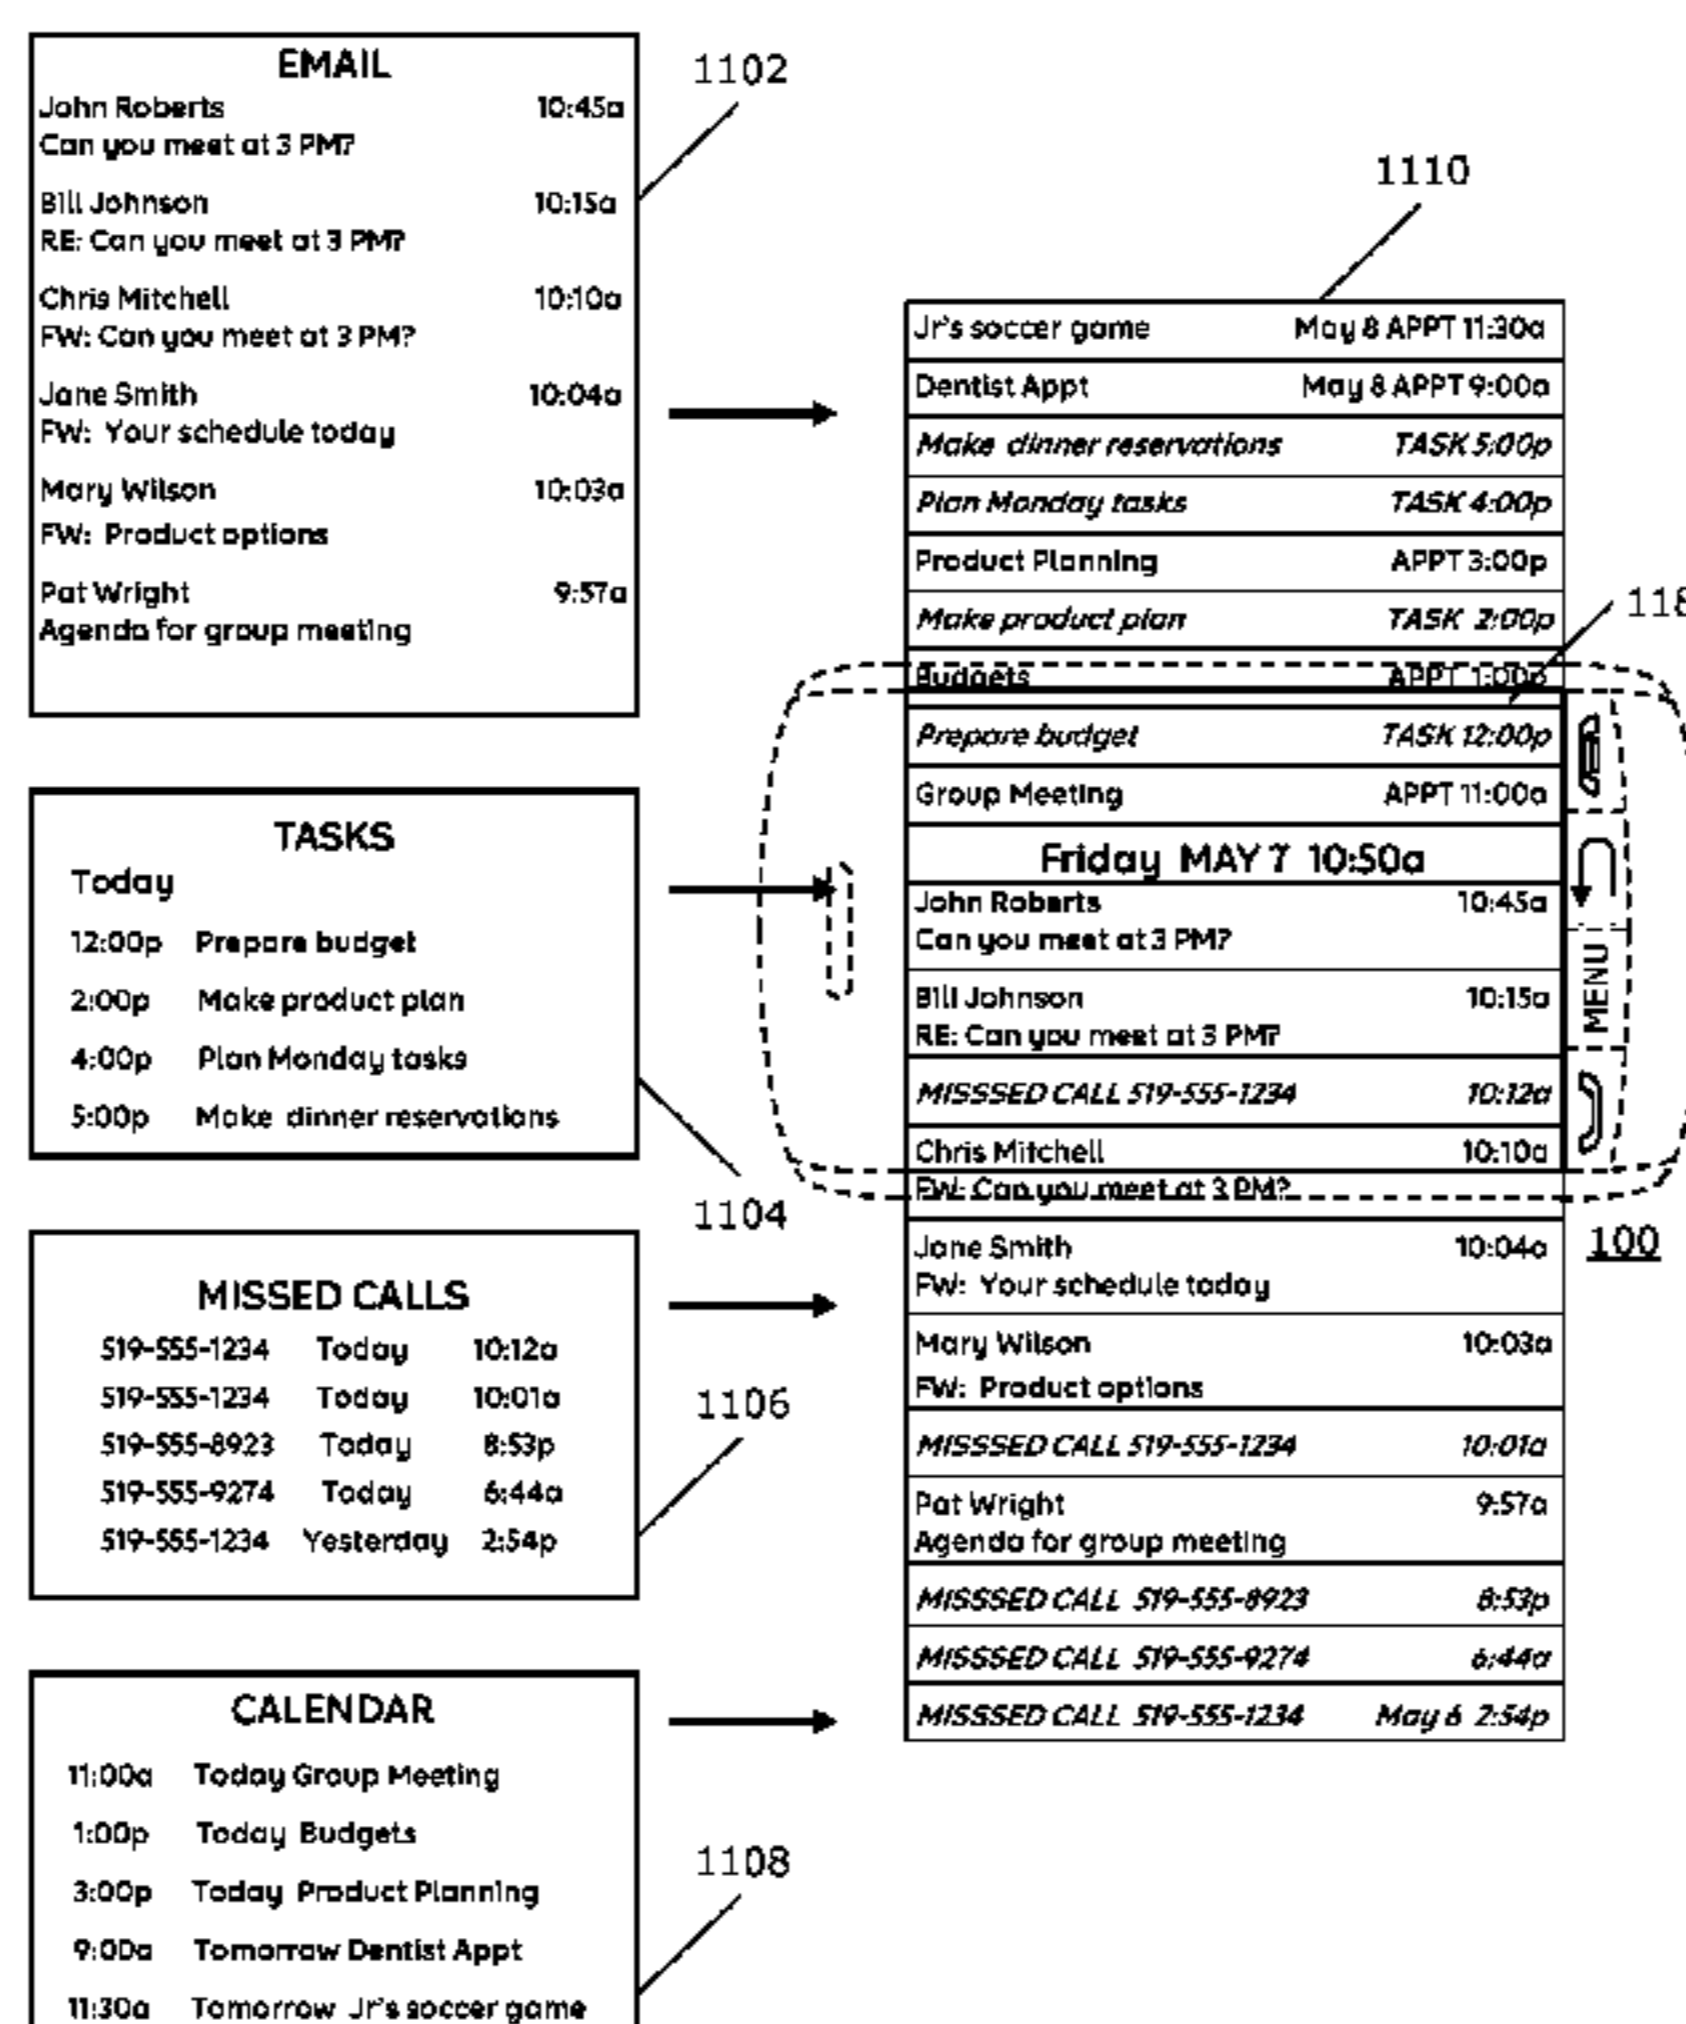 EMAIL
John Roberts 10:45a
Can you meet at 3 PM?
Bill Johnson 10:15a
RE: Can you meet at 3 PM?
Chris Mitchell 10:10a
FW: Can you meet at 3 PM?
Jane Smith 10:04a
FW: Your schedule today
Mary Wilson 10:03a
FW: Product options
Pat Wright 9:57a
Agenda for group meeting
1102
TASKS
Today
12:00p Prepare budget
2:00p Make product plan
4:00p Plan Monday tasks
5:00p Make dinner reservations
1104
MISSED CALLS
519-555-1234 Today 10:12a
519-555-1234 Today 10:01a
519-555-8923 Today 8:53p
519-555-9274 Today 6:44a
519-555-1234 Yesterday 2:54p
1106
CALENDAR
11:00a Today Group Meeting
1:00p Today Budgets
3:00p Today Product Planning
9:00a Tomorrow Dentist Appt
11:30a Tomorrow Jr's soccer game
1108
1110
Jr's soccer game May 8 APPT 11:30a
Dentist Appt May 8 APPT 9:00a
Make dinner reservations TASK 5:00p
Plan Monday tasks TASK 4:00p
Product Planning APPT 3:00p
Make product plan TASK 2:00p
Budgets APPT 1:00p
Prepare budget TASK 12:00p
Group Meeting APPT 11:00a
Friday MAY 7 10:50a
John Roberts 10:45a
Can you meet at 3 PM?
Bill Johnson 10:15a
RE: Can you meet at 3 PM?
MISSSED CALL 519-555-1234 10:12a
Chris Mitchell 10:10a
FW: Can you meet at 3 PM?
Jane Smith 10:04a
FW: Your schedule today
Mary Wilson 10:03a
FW: Product options
MISSSED CALL 519-555-1234 10:01a
Pat Wright 9:57a
Agenda for group meeting
MISSSED CALL 519-555-8923 8:53p
MISSSED CALL 519-555-9274 6:44a
MISSSED CALL 519-555-1234 May 6 2:54p
MENU
100